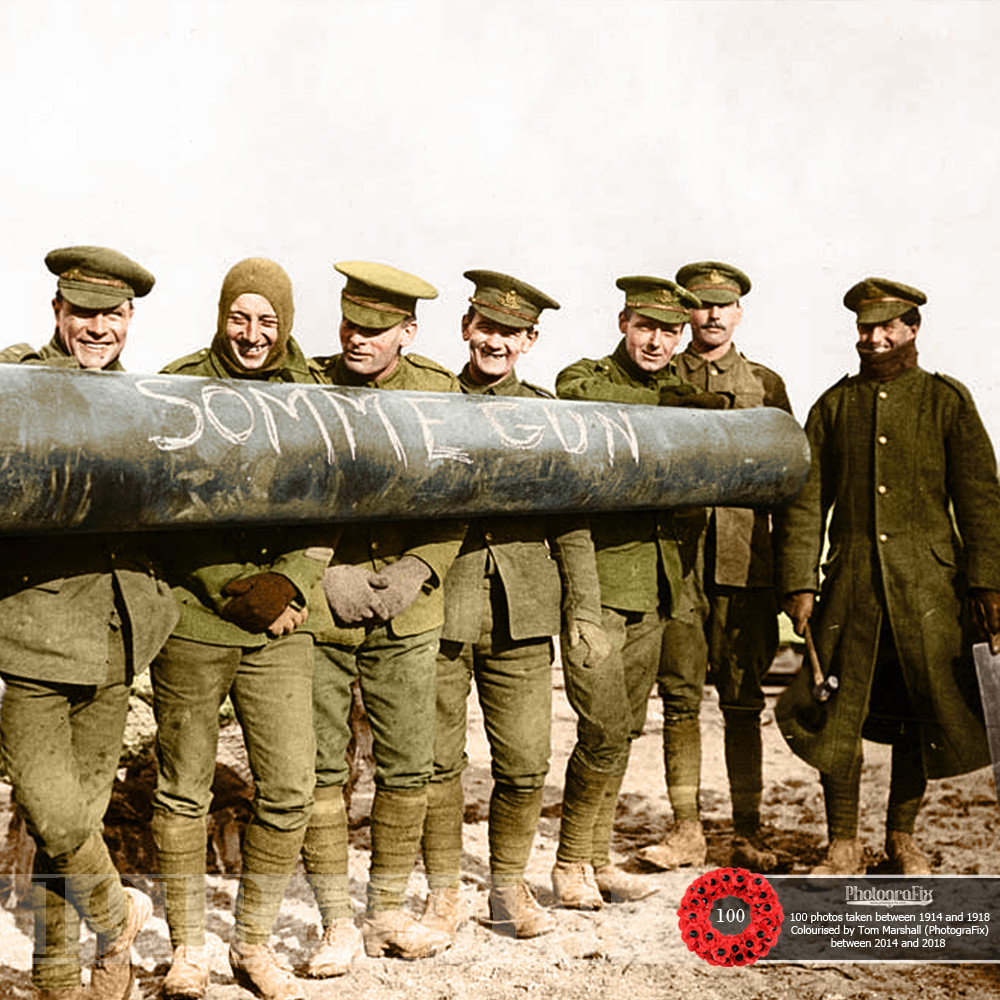 SOMME GUN
100
PhotograFix
100 photos taken between 1914 and 1918
Colourised by Tom Marshall (PhotograFix)
between 2014 and 2018